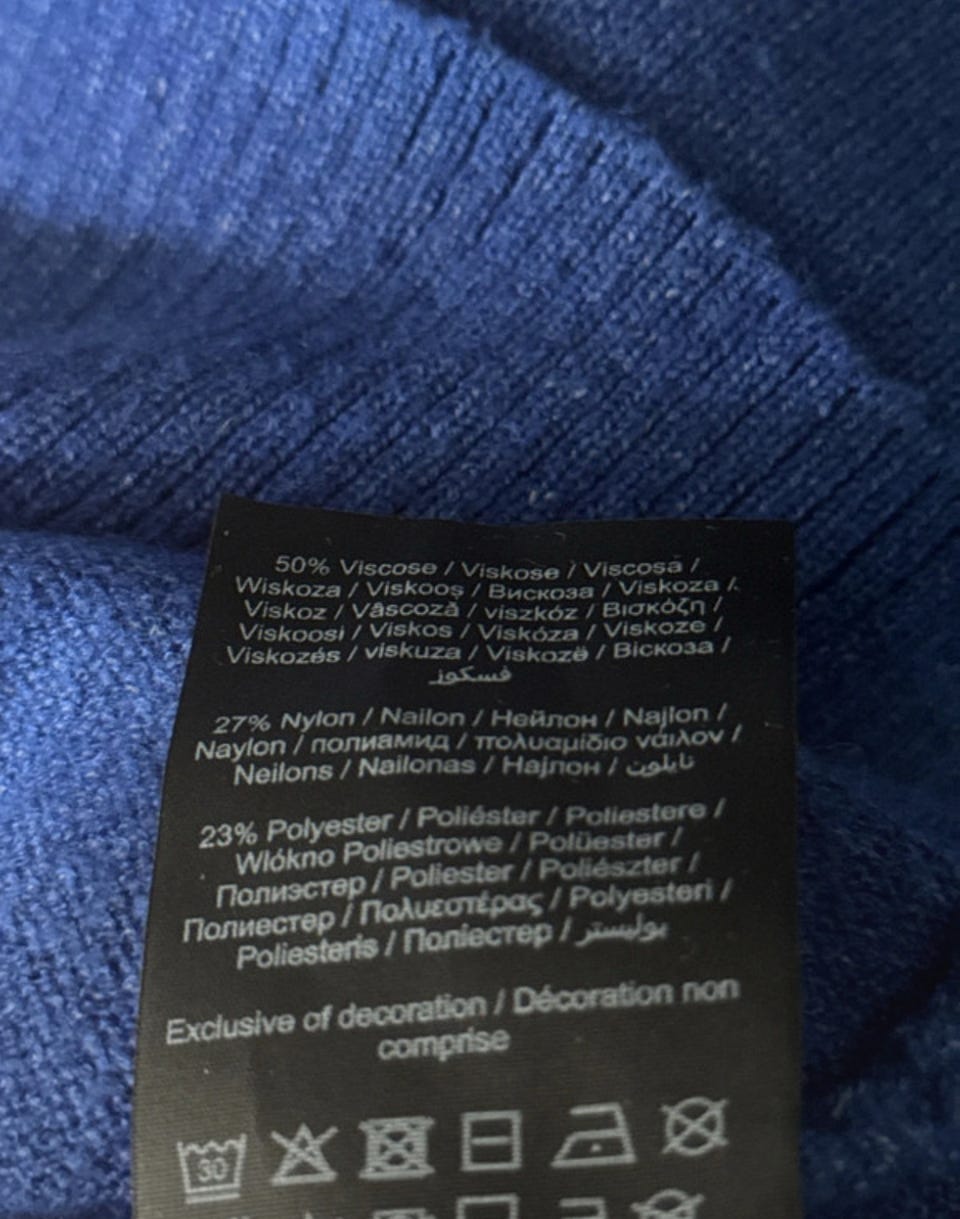 50% Viscose / Viskose / Viscosă /
Wiskoza / Viskoos / Вискоза / Viskoza /
Viskoz / Vâscoză / viszkóz / Βισκόζη /
Viskoosi / Viskos / Viskóza / Viskoze /
Viskozės / viskuza / Viskozë / Віскоза /
فسكوز
27% Nylon / Nailon / Нейлон / Najlon /
Naylon / полиамид / πολυαμίδιο νάιλον /
Neilons / Nailonas / Најлон / نايلون
23% Polyester / Poliéster / Poliestere /
Włókno Poliestrowe / Polüester /
Полиэстер / Poliester / Poliészter /
Полиестер / Πολυεστέρας / Polyesteri /
Poliesteris / Поліестер / بوليستر
Exclusive of decoration / Décoration non
comprise
30